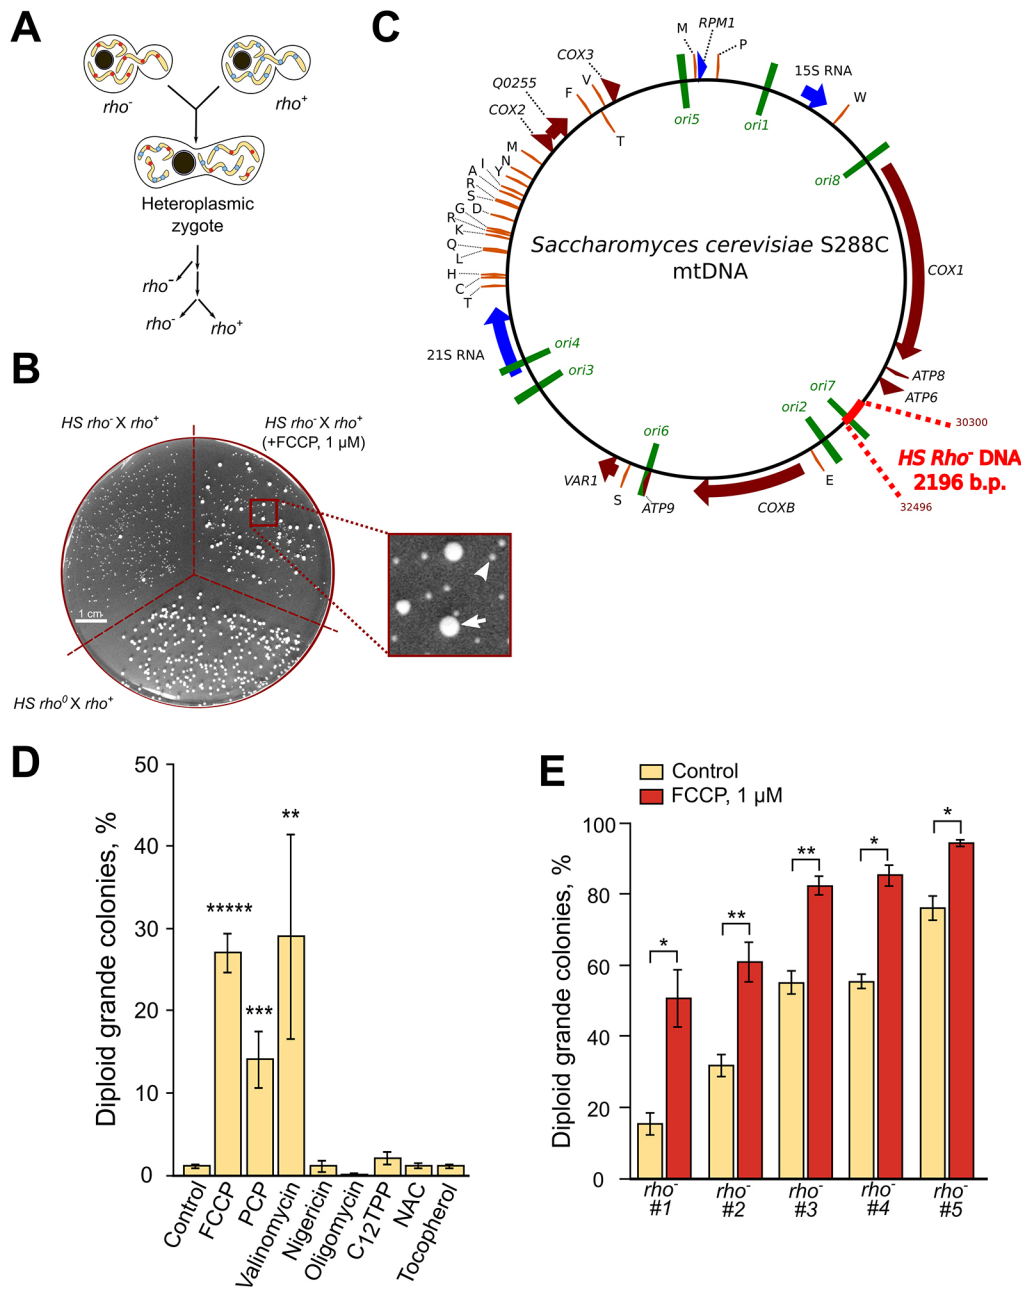 A
rho-
rho+
Heteroplasmic
zygote
rho-
rho-
rho+
B
HS rho- X rho+
HS rho- X rho+
(+FCCP, 1 µM)
1 cm
HS rho0 X rho+
C
M
RPM1
P
COX3
V
F
Q0255
COX2
T
ori5
ori1
15S RNA
W
ori8
M
N
Y
I
A
R
S
D
G
R
K
Q
L
H
C
T
Saccharomyces cerevisiae S288C
mtDNA
COX1
21S RNA
ori4
ori3
ATP8
ATP6
ori7
ori2
30300
HS Rho- DNA
2196 b.p.
32496
ori6
VAR1
S
ATP9
COXB
E
D
Diploid grande colonies, %
50
40
30
20
10
0
*****
***
**
Control
FCCP
PCP
Valinomycin
Nigericin
Oligomycin
C12TPP
NAC
Tocopherol
E
Control
FCCP, 1 µM
Diploid grande colonies, %
100
80
60
40
20
0
*
**
**
*
*
rho-
#1
rho-
#2
rho-
#3
rho-
#4
rho-
#5